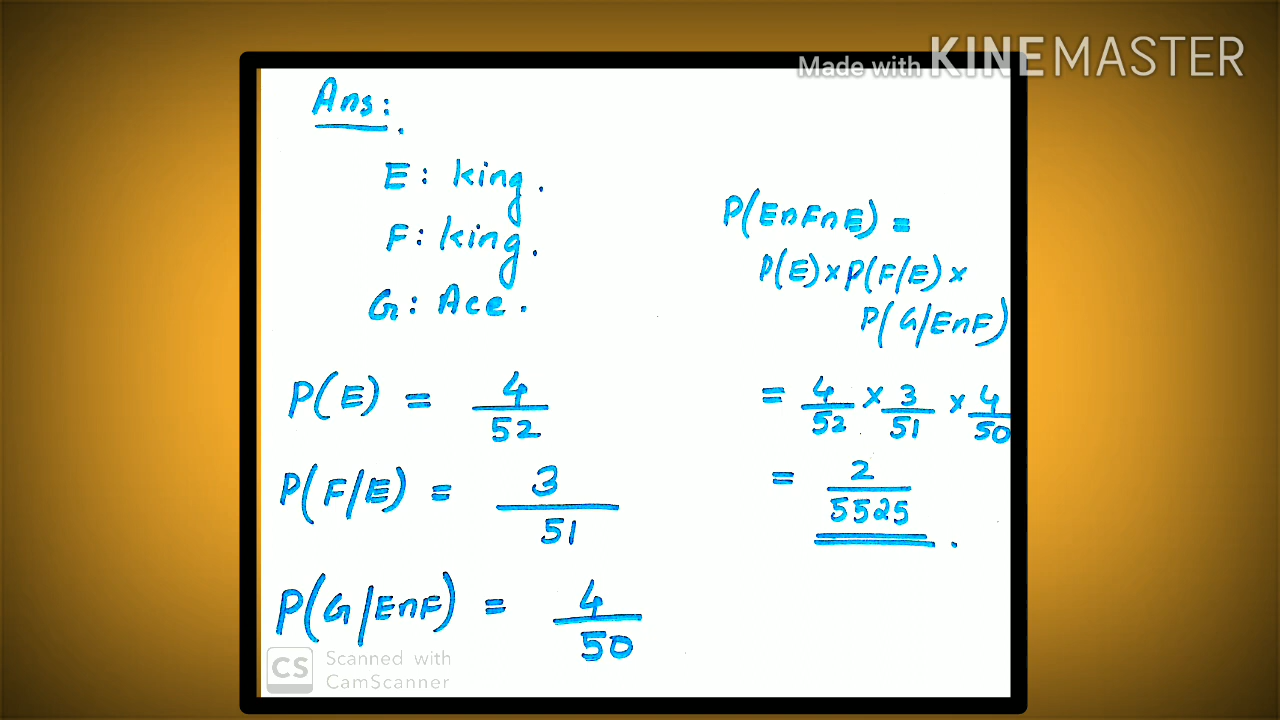 Made with KINEMASTER
Ans:
E: king.
F: king.
G: Ace.
P(E) = 4/52
P(F/E) = 3/51
P(G/E∩F) = 4/50
P(E∩F∩E) =
P(E)×P(F/E)×
P(G/E∩F)
= 4/52 × 3/51 × 4/50
= 2/5525.
CS Scanned with
CamScanner